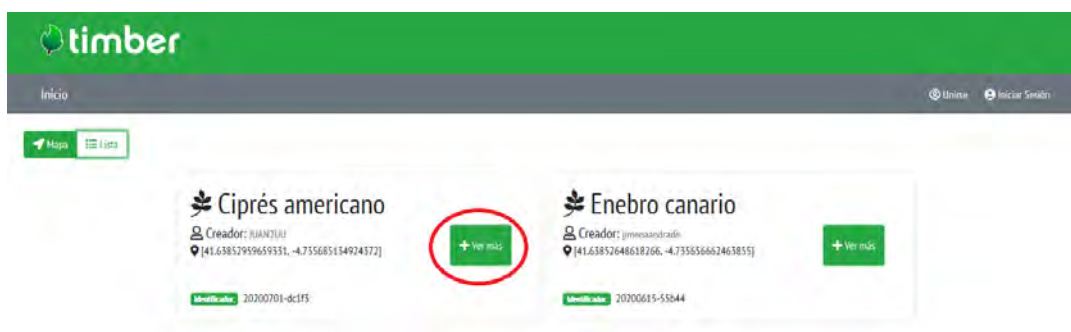 timber
Inicio
Unirse
Iniciar Sesión
Mapa
Lista
Ciprés americano
Creador:
[41.63852959659331, -4.735685134924372]
+ Ver más
Identificador 20200701-dc1f3
Enebro canario
Creador:
[41.63852648618266, -4.735656662463855]
+ Ver más
Identificador 20200615-55b44